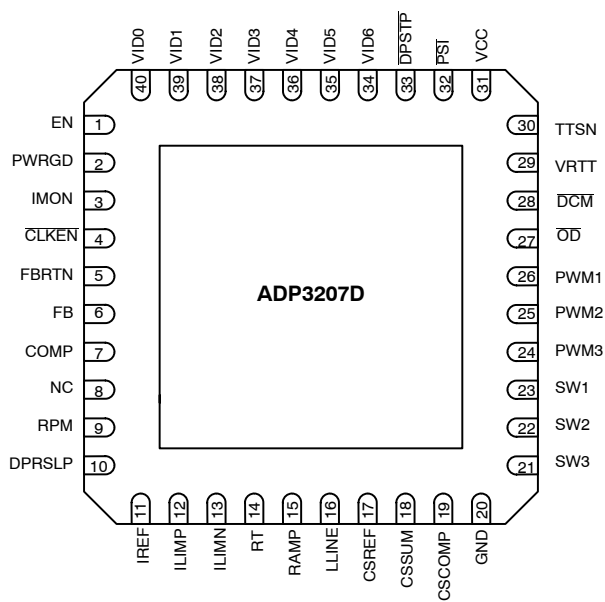 VID0
VID1
VID2
VID3
VID4
VID5
VID6
DPSTP
PSI
VCC
40
39
38
37
36
35
34
33
32
31
EN 1
PWRGD 2
IMON 3
CLKEN 4
FBRTN 5
FB 6
COMP 7
NC 8
RPM 9
DPRSLP 10
ADP3207D
30 TTSN
29 VRTT
28 DCM
27 OD
26 PWM1
25 PWM2
24 PWM3
23 SW1
22 SW2
21 SW3
11
12
13
14
15
16
17
18
19
20
IREF
ILIMP
ILIMN
RT
RAMP
LLINE
CSREF
CSSUM
CSCOMP
GND